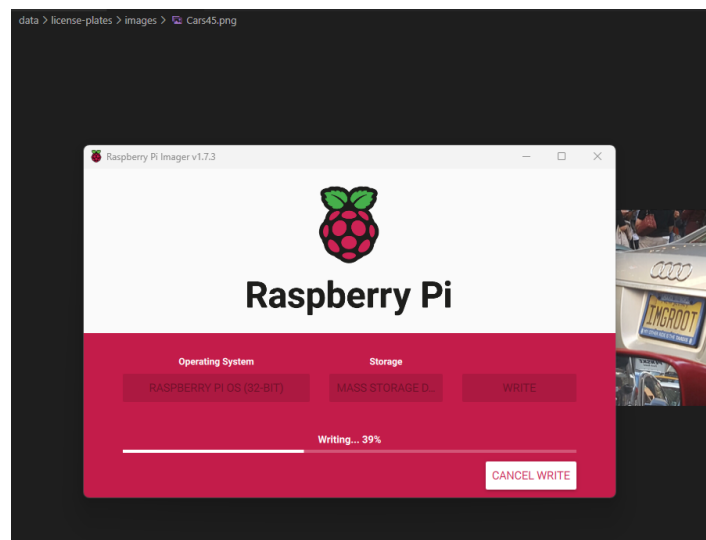 data > license-plates > images > Cars45.png
Raspberry Pi Imager v1.7.3
Raspberry Pi
Operating System
Storage
RASPBERRY PI OS (32-BIT)
MASS STORAGE D...
WRITE
Writing... 39%
CANCEL WRITE
IMGROOT